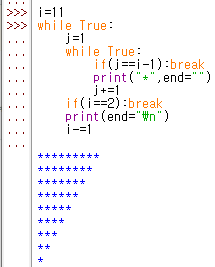 >>> i=11
>>> while True:
...     j=1
...     while True:
...         if(j==i-1):break
...         print("*",end="")
...         j+=1
...     if(i==2):break
...     print(end="₩n")
...     i-=1
...
*********
********
*******
******
*****
****
***
**
*